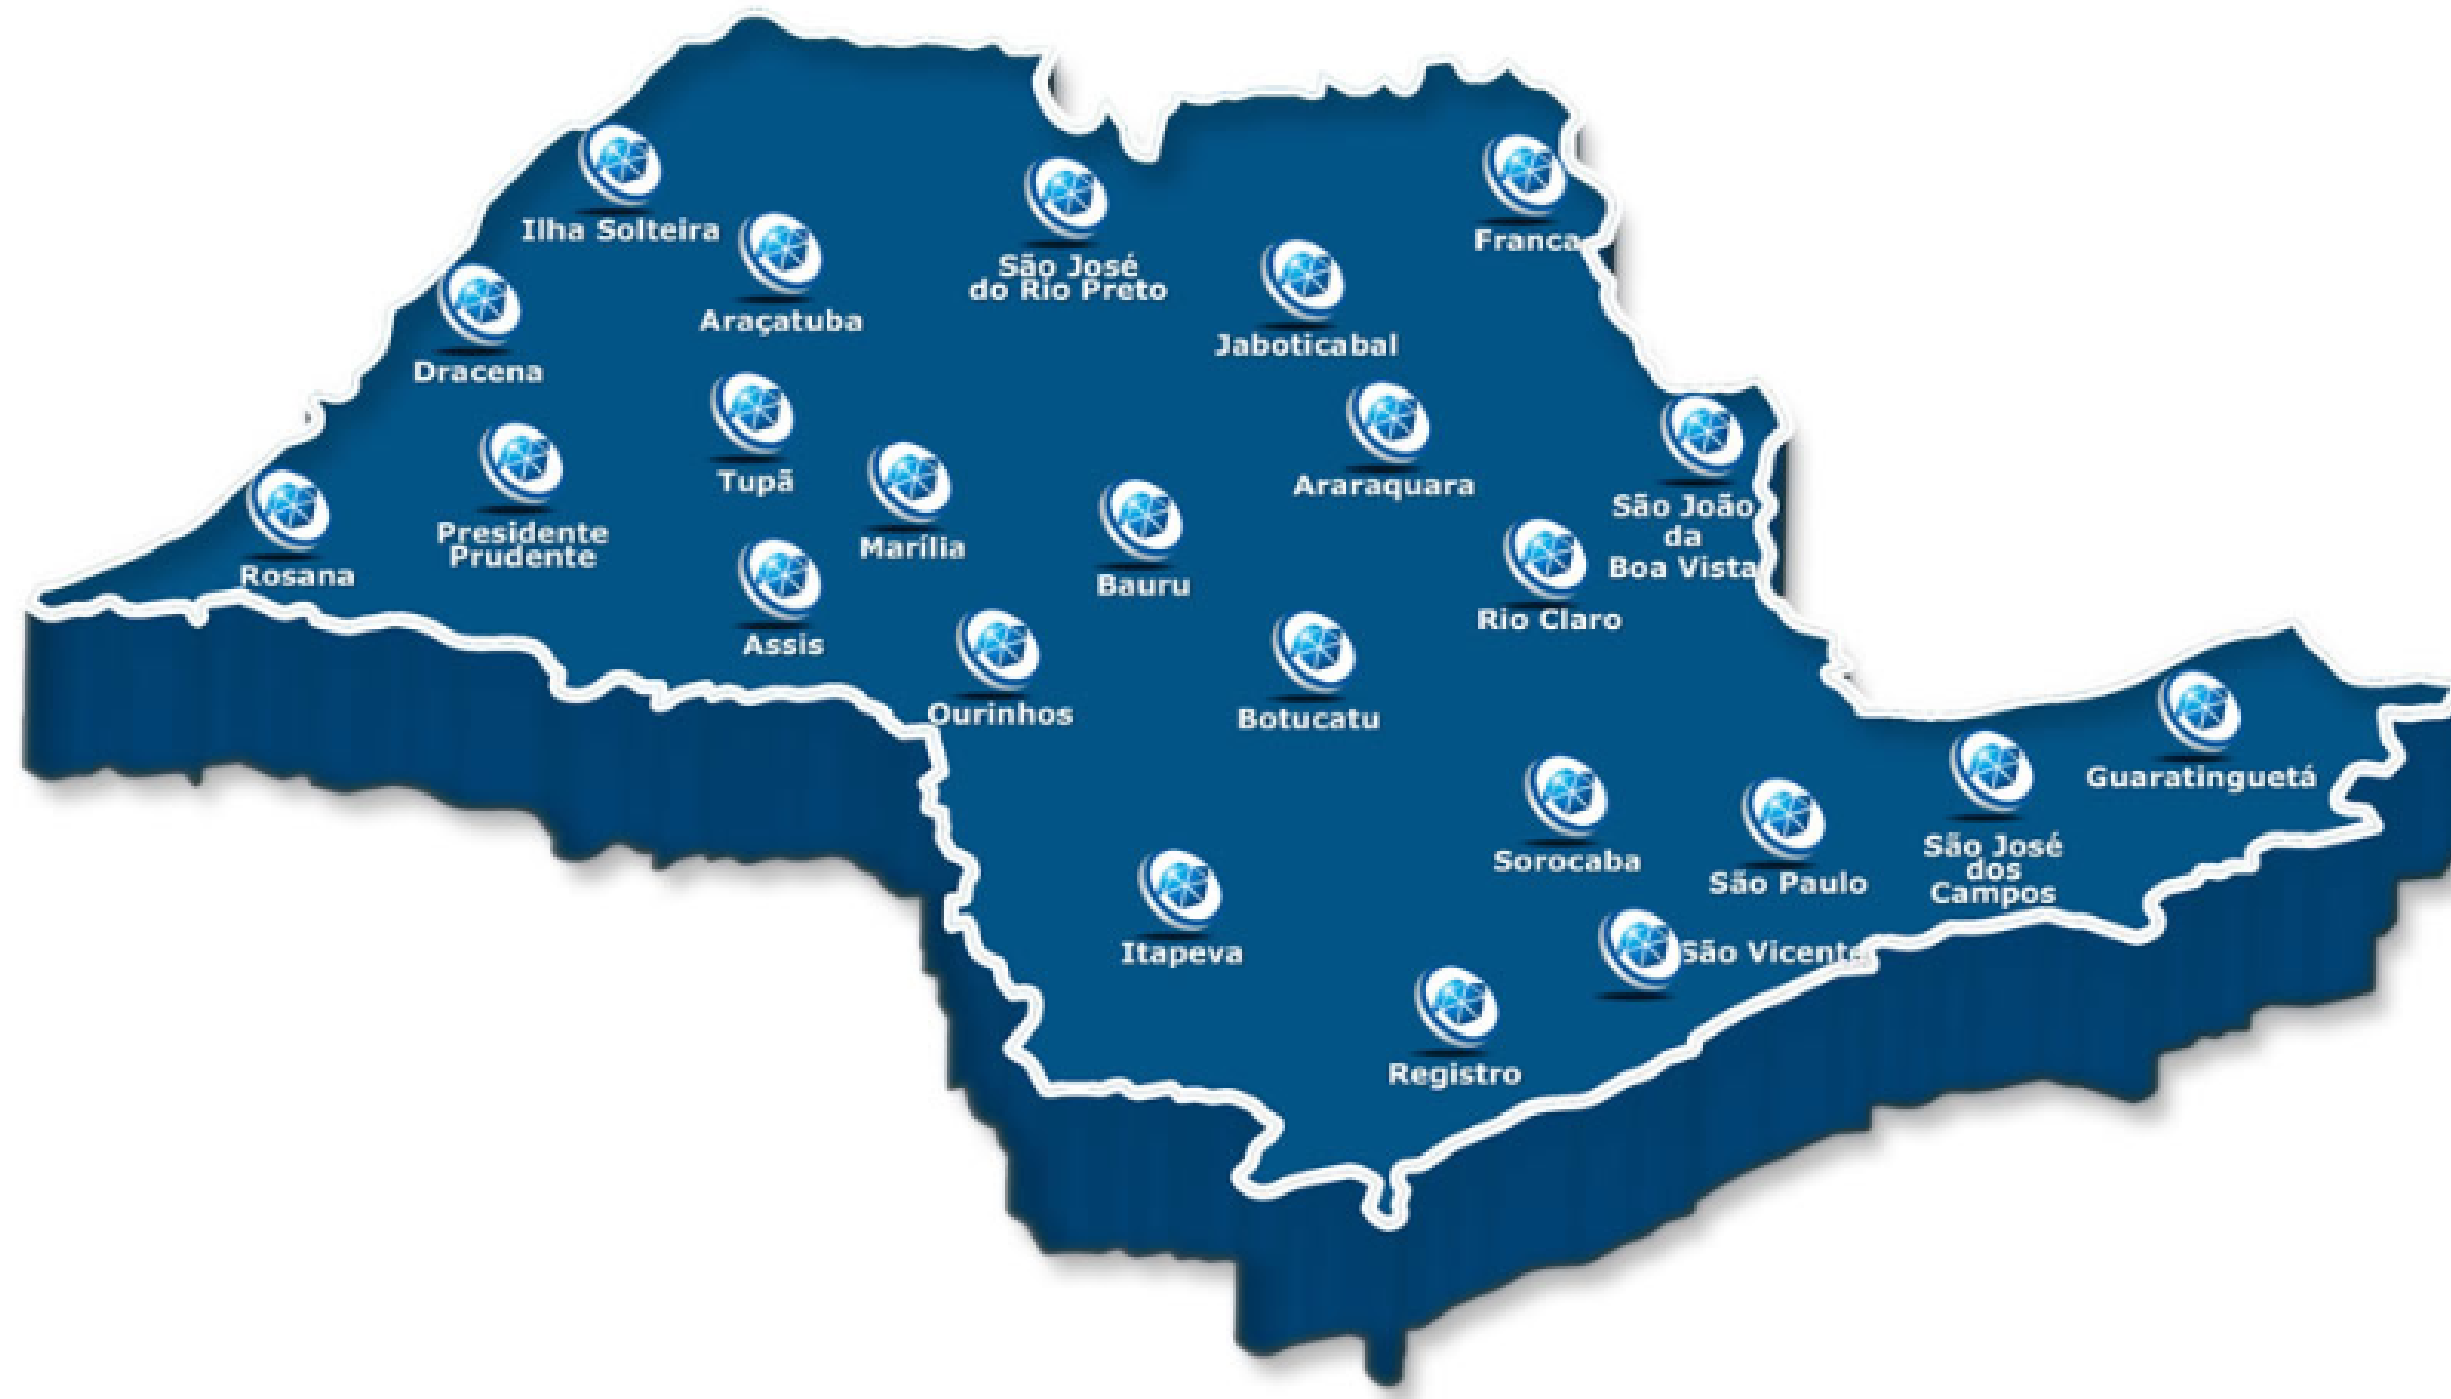 Ilha Solteira
Franca
São José
do Rio Preto
Araçatuba
Jaboticabal
Dracena
Tupã
Araraquara
São João
da
Boa Vista
Presidente
Prudente
Marília
Rosana
Bauru
Rio Claro
Assis
Ourinhos
Botucatu
Guaratinguetá
São José
dos
Campos
Sorocaba
São Paulo
Itapeva
São Vicente
Registro